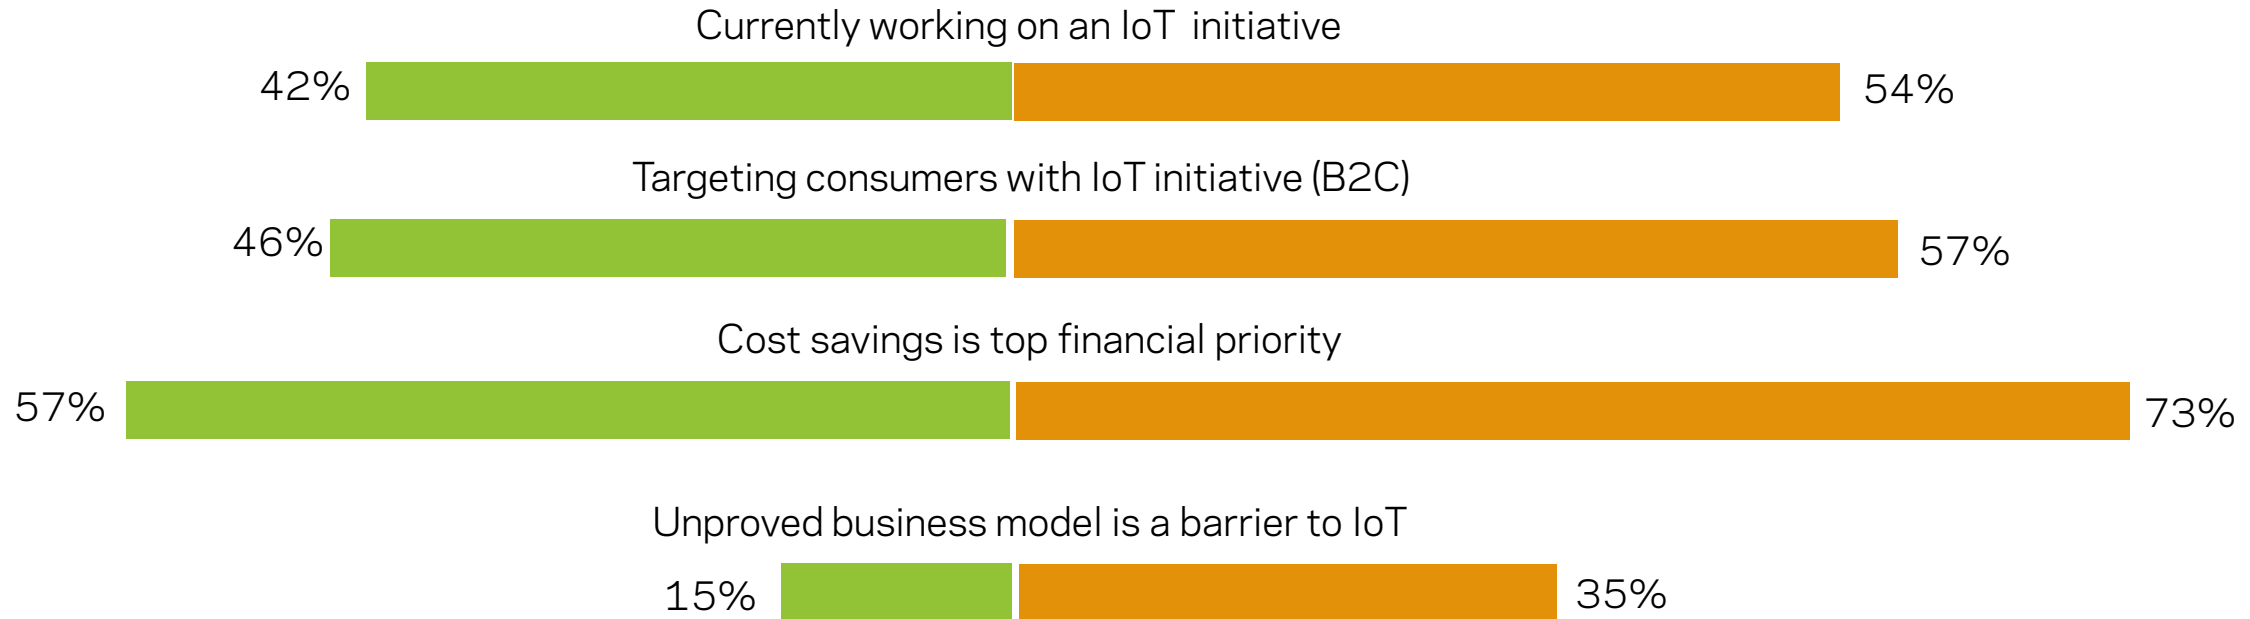 Currently working on an IoT initiative
42% 54%
Targeting consumers with IoT initiative (B2C)
46% 57%
Cost savings is top financial priority
57% 73%
Unproved business model is a barrier to IoT
15% 35%